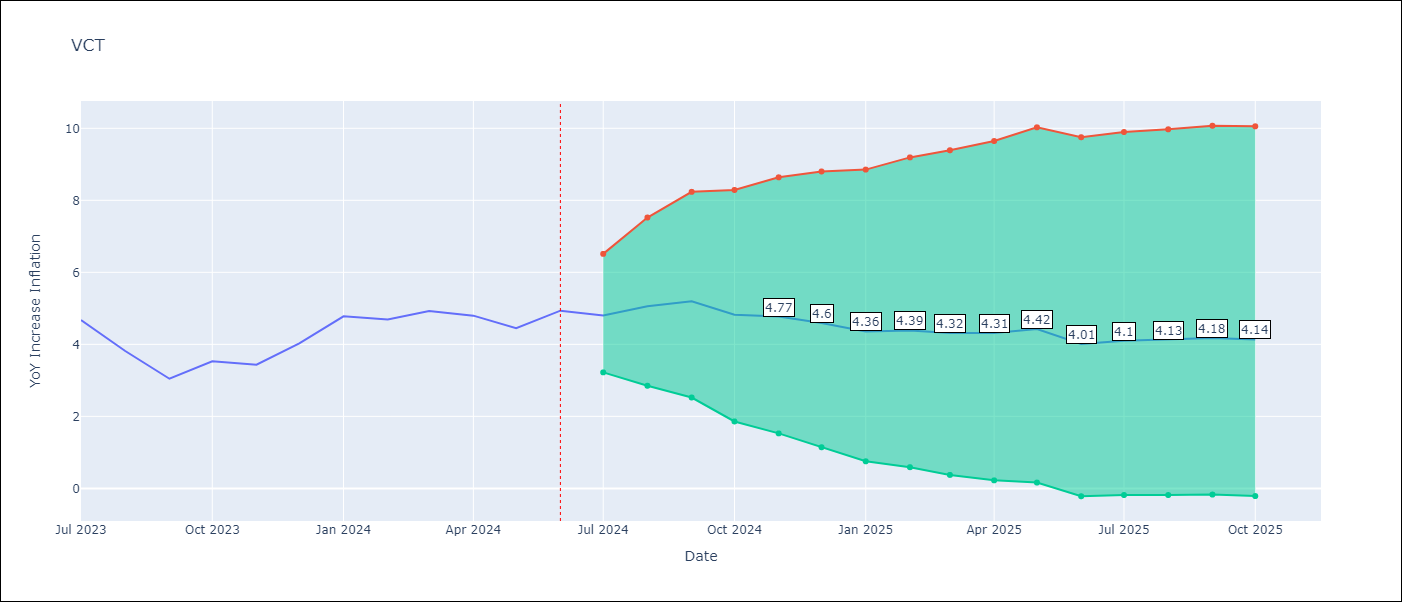 VCT
YoY Increase Inflation
10
8
6
4
2
0
4.77
4.6
4.36
4.39
4.32
4.31
4.42
4.01
4.1
4.13
4.18
4.14
Jul 2023
Oct 2023
Jan 2024
Apr 2024
Jul 2024
Oct 2024
Jan 2025
Apr 2025
Jul 2025
Oct 2025
Date